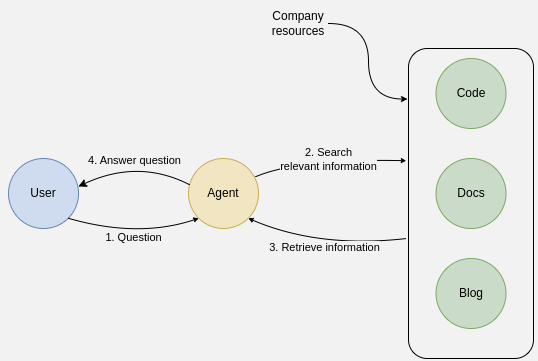 Company
resources
Code
4. Answer question
2. Search
relevant information
User
Agent
Docs
1. Question
3. Retrieve information
Blog